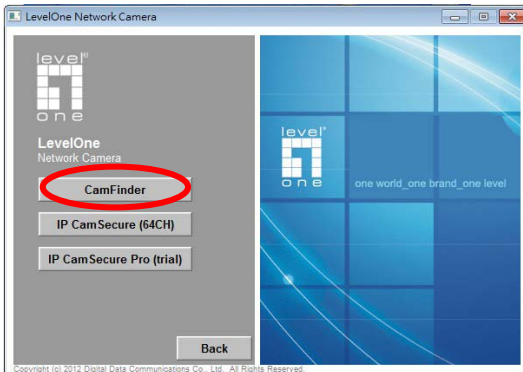 LevelOne Network Camera
level®
one
LevelOne
Network Camera
CamFinder
IP CamSecure (64CH)
IP CamSecure Pro (trial)
Back
level®
one
one world_one brand_one level
Copyright (c) 2012 Digital Data Communications Co., Ltd. All Rights Reserved.